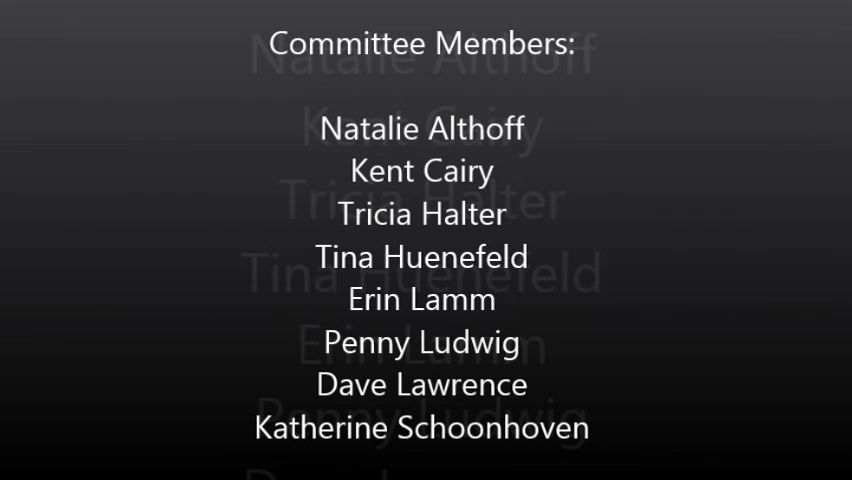 Committee Members:
Natalie Althoff
Kent Cairy
Tricia Halter
Tina Huenefeld
Erin Lamm
Penny Ludwig
Dave Lawrence
Katherine Schoonhoven